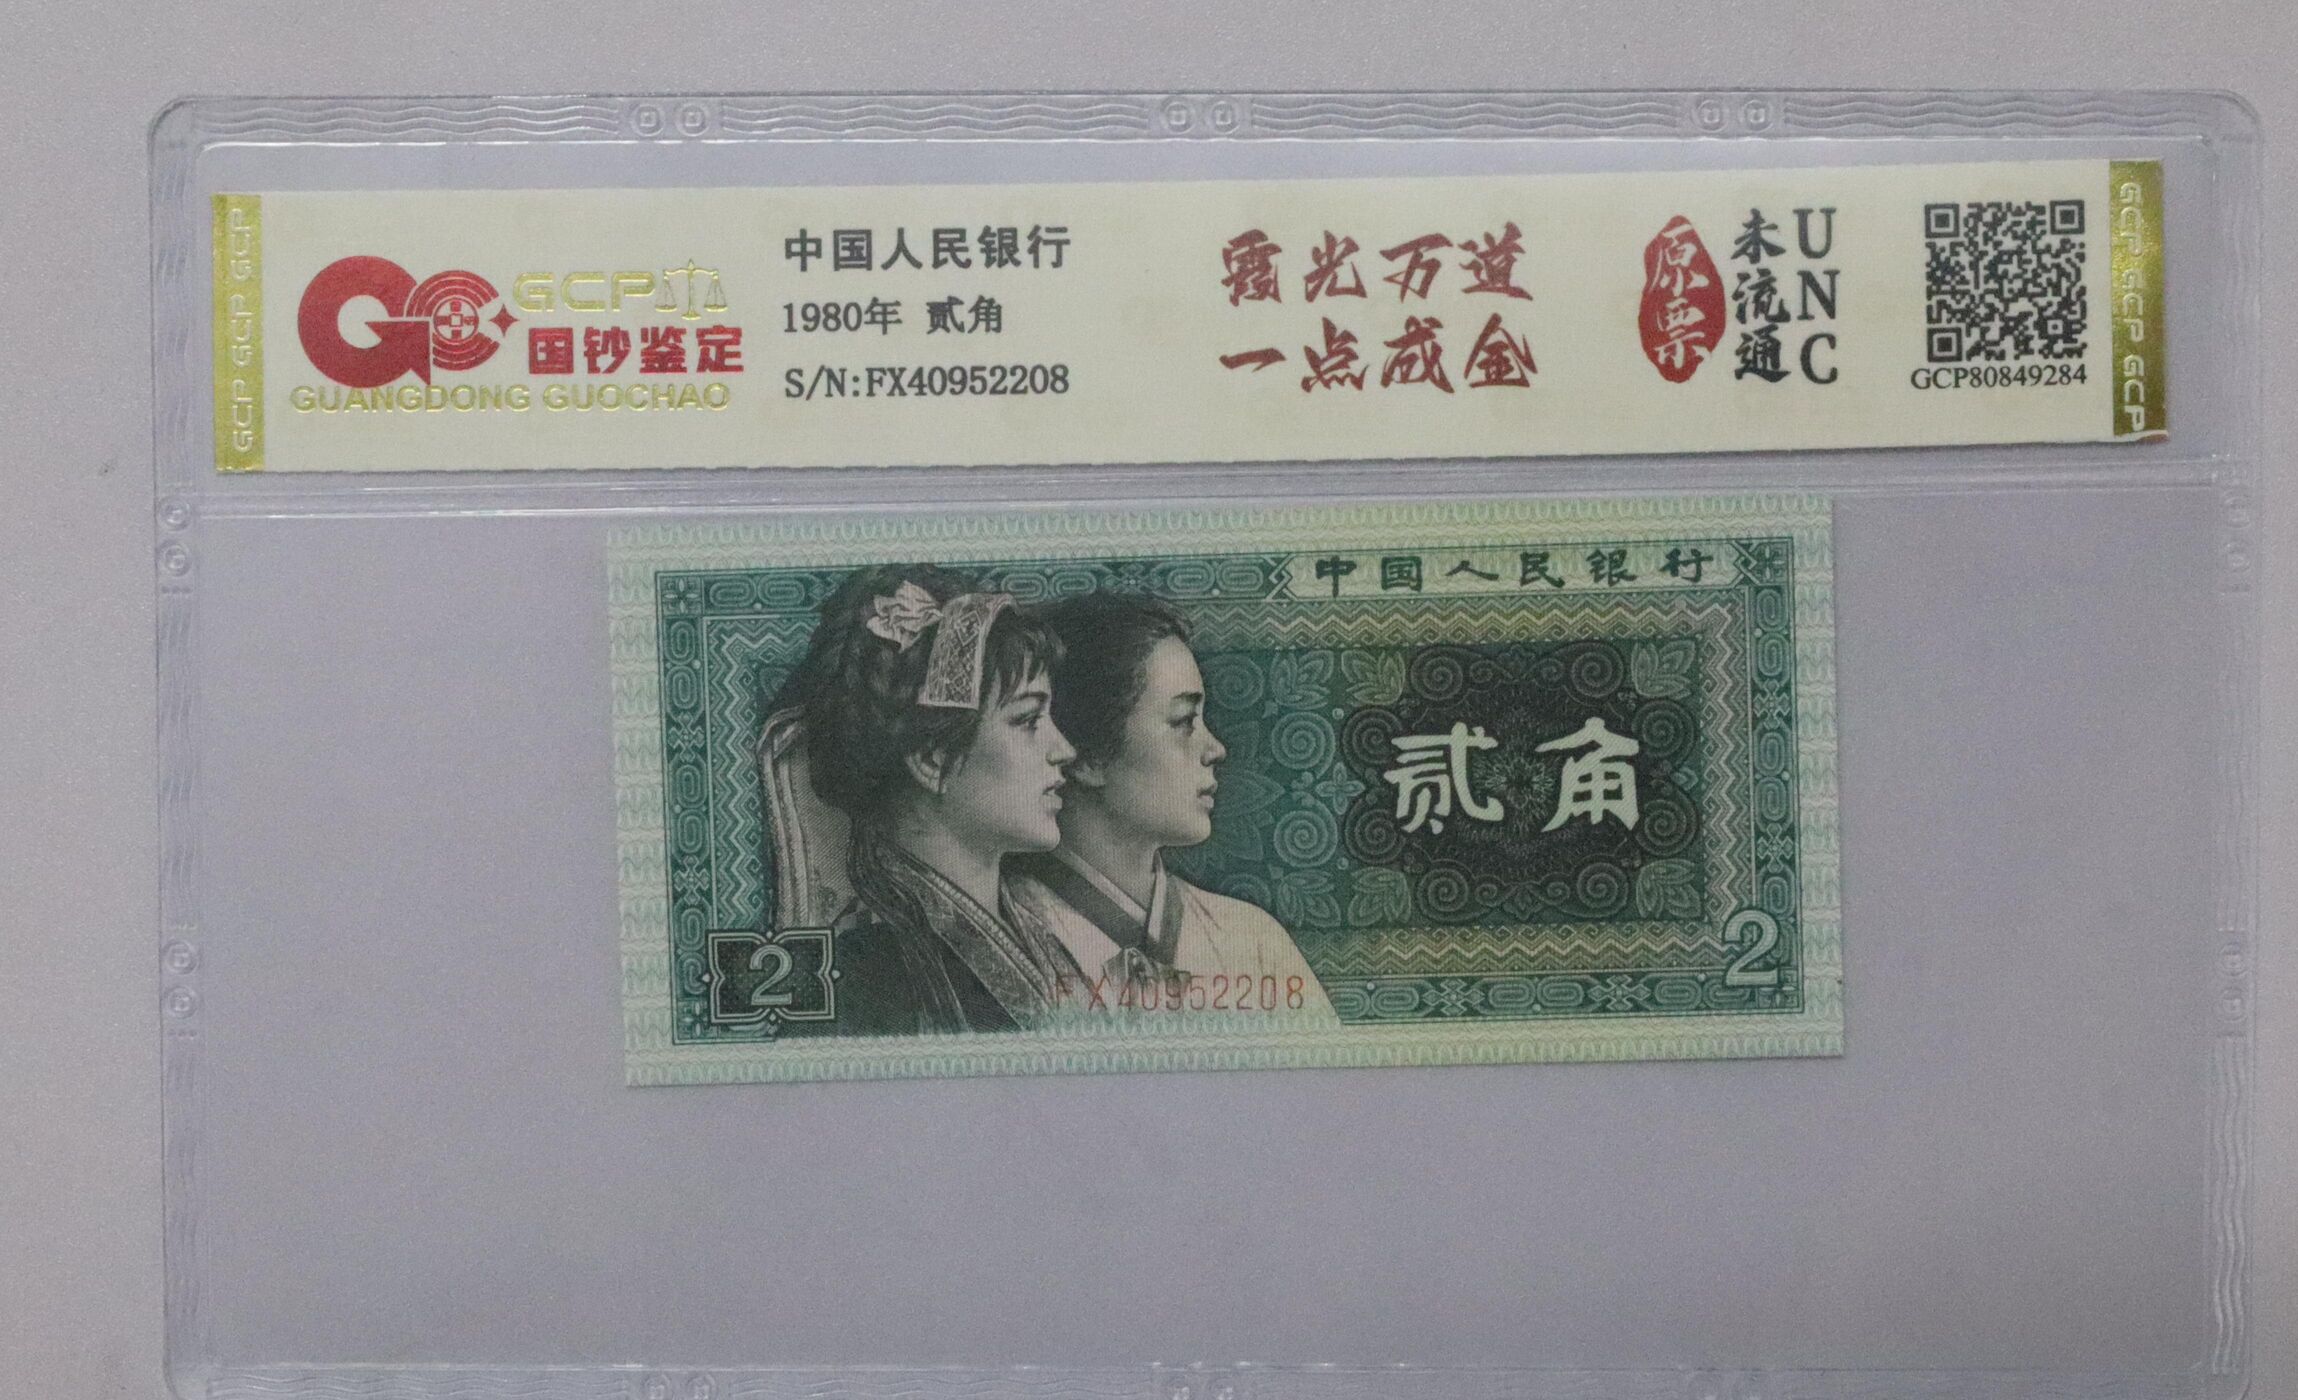 GCP GCP GCP
GCP
国钞鉴定
GUANGDONG GUOCHAO
中国人民银行
1980年 贰角
S/N:FX40952208
霞光万道
一点成金
原票
未流通
UNC
GCP80849284
GCP GCP GCP
中国人民银行
贰角
2
2
FX40952208